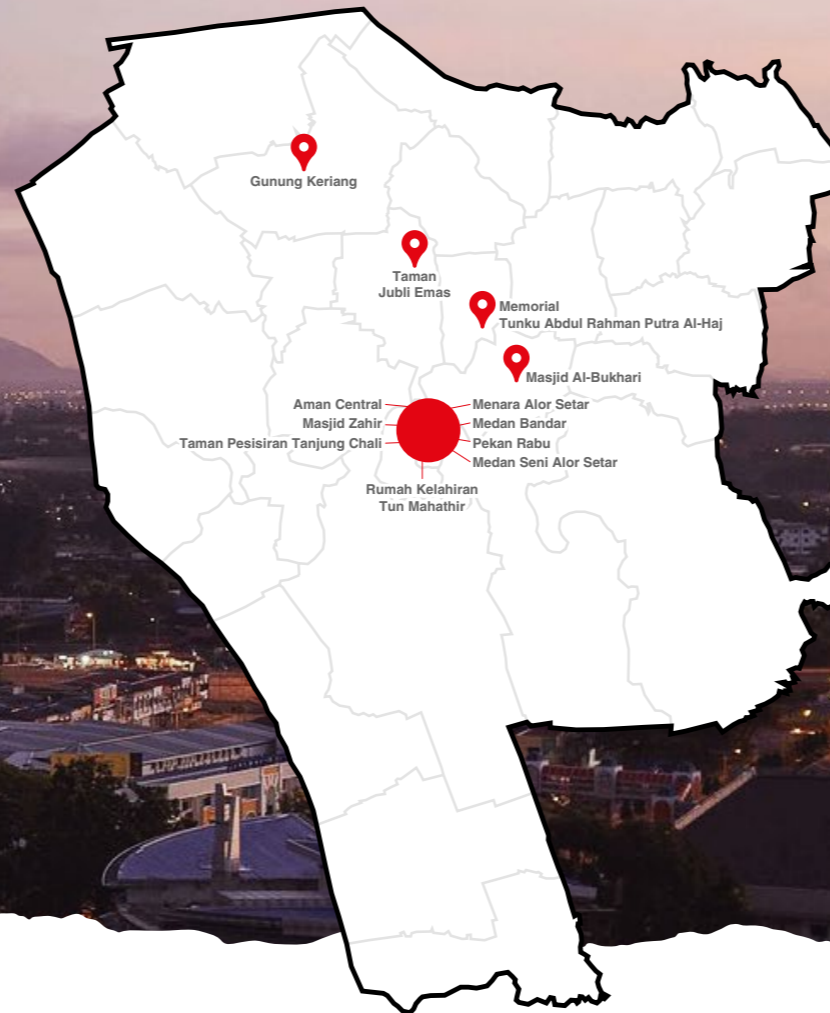 Gunung Keriang
Taman
Jubli Emas
Memorial
Tunku Abdul Rahman Putra Al-Haj
Masjid Al-Bukhari
Aman Central
Masjid Zahir
Taman Pesisiran Tanjung Chali
Menara Alor Setar
Medan Bandar
Pekan Rabu
Medan Seni Alor Setar
Rumah Kelahiran
Tun Mahathir